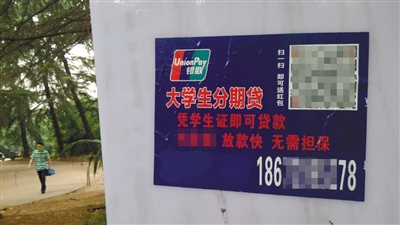 UnionPay
银联
扫一扫 即可送红包
大学生分期贷
凭学生证即可贷款
放款快 无需担保
186 78